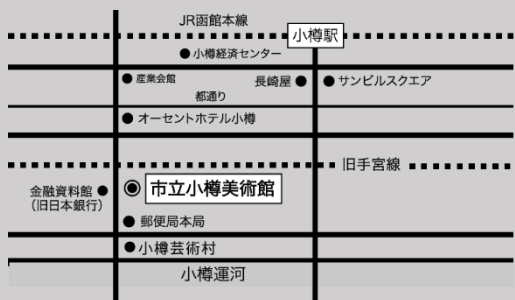 JR函館本線
小樽駅
小樽経済センター
産業会館
長崎屋
サンビルスクエア
都通り
オーセントホテル小樽
旧手宮線
金融資料館
(旧日本銀行)
市立小樽美術館
郵便局本局
小樽芸術村
小樽運河